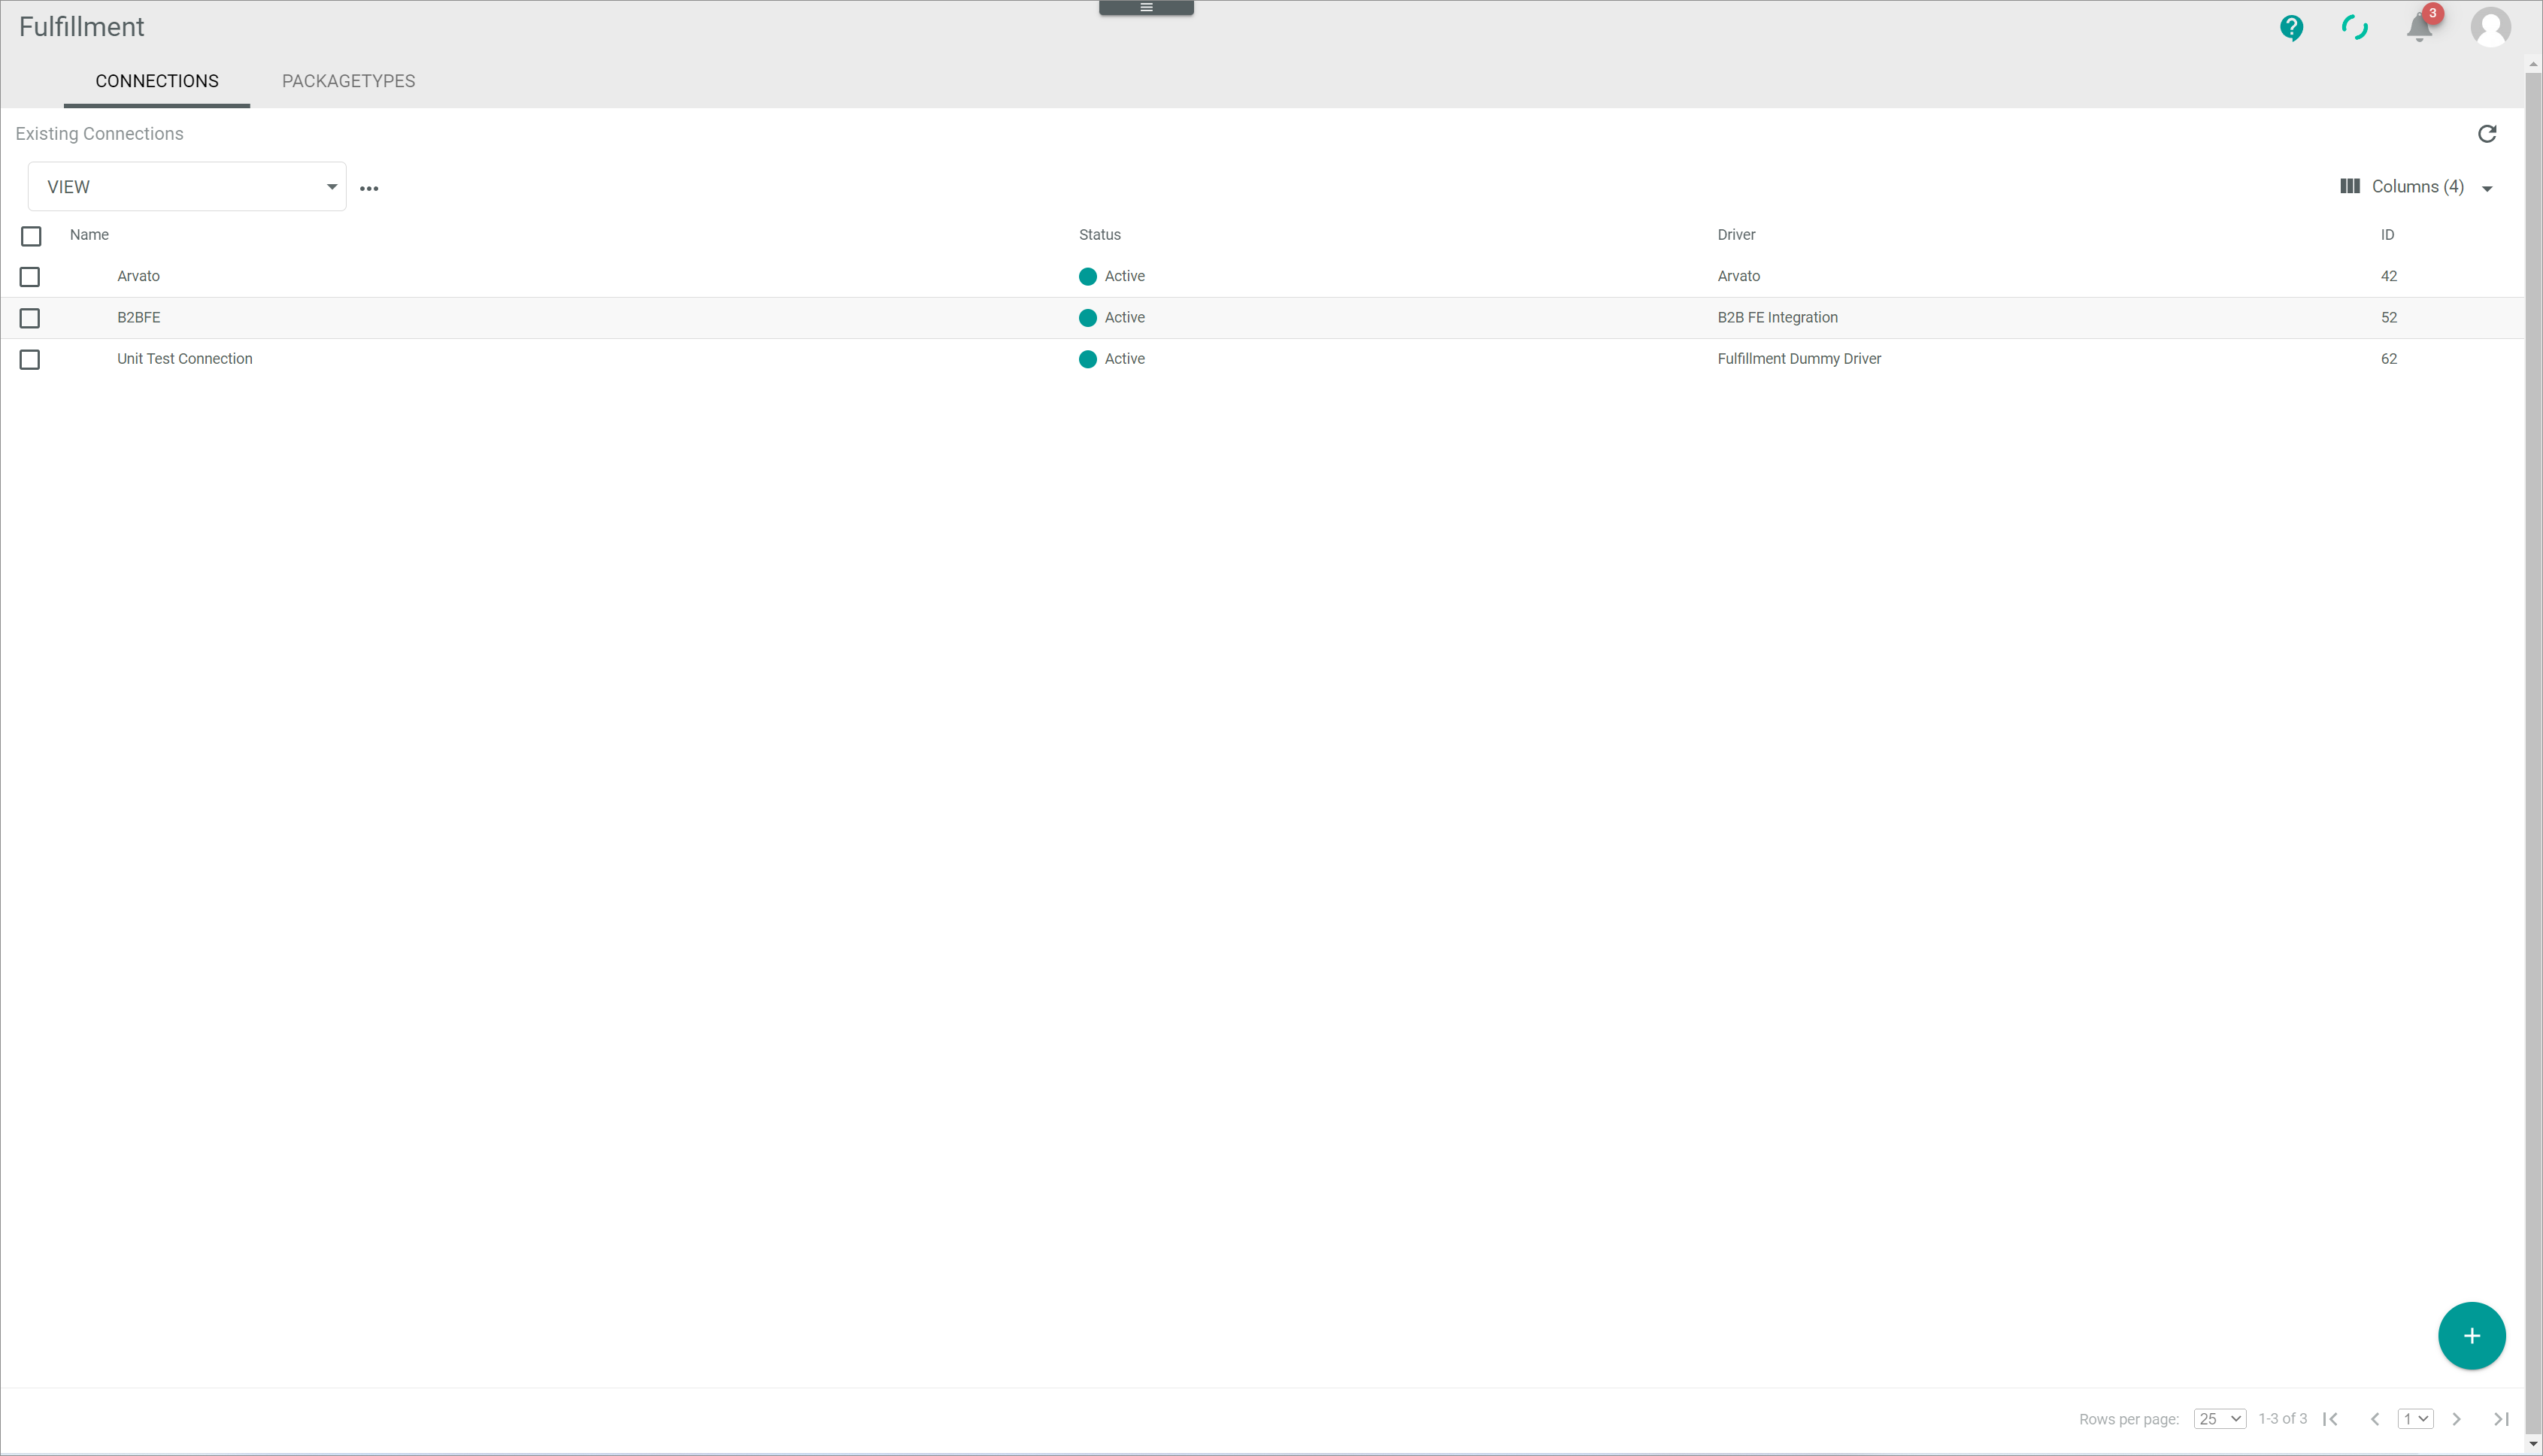 Fulfillment
3
CONNECTIONS PACKAGETYPES
Existing Connections
VIEW Columns (4)
Name Status Driver ID
Arvato Active Arvato 42
B2BFE Active B2B FE Integration 52
Unit Test Connection Active Fulfillment Dummy Driver 62
Rows per page: 25 1-3 of 3 1